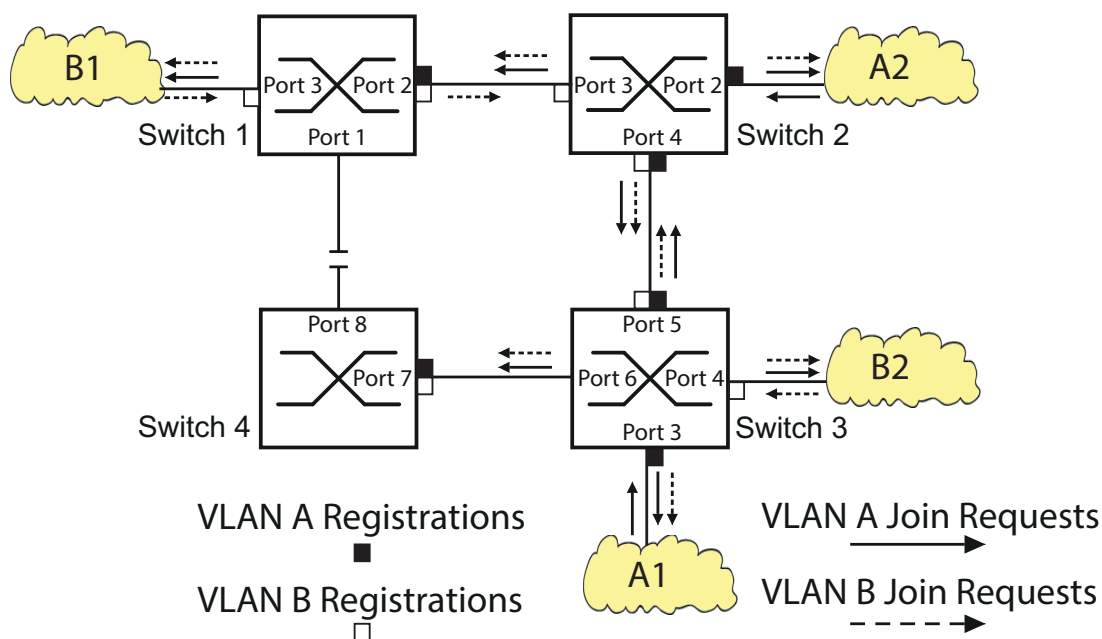 B1
Port 3
Port 2
Port 1
Switch 1
Port 3
Port 2
Port 4
Switch 2
A2
Port 8
Port 7
Switch 4
Port 5
Port 6
Port 4
Port 3
Switch 3
B2
A1
VLAN A Registrations
VLAN B Registrations
VLAN A Join Requests
VLAN B Join Requests